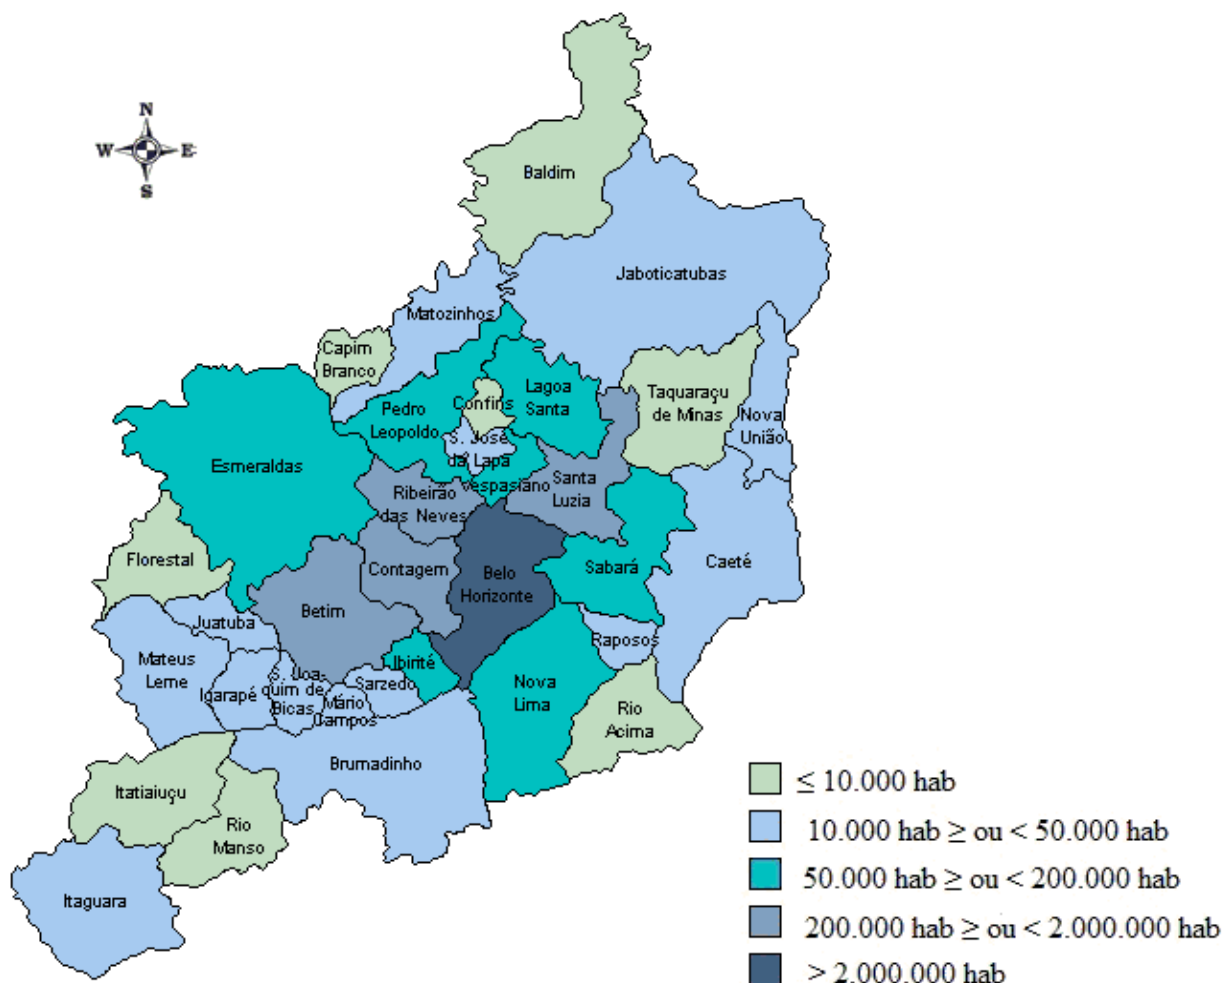 N
W
E
S
Baldim
Jaboticatubas
Matozinhos
Capim
Branco
Lagoa
Santa
Taquaraçu
de Minas
Confins
Pedro
Leopoldo
Nova
União
S. José
da Lapa
Esmeraldas
Vespasiano
Santa
Luzia
Ribeirão
das Neves
Florestal
Contagem
Belo
Horizonte
Sabará
Caeté
Betim
Juatuba
Raposos
Mateus
Leme
Ibirité
Igarapé
S. Joa-
quim de
Bicas
Sarzedo
Mário
Campos
Nova
Lima
Rio
Acima
Brumadinho
Itatiaiuçu
Rio
Manso
Itaguara
≤ 10.000 hab
10.000 hab ≥ ou < 50.000 hab
50.000 hab ≥ ou < 200.000 hab
200.000 hab ≥ ou < 2.000.000 hab
> 2.000.000 hab